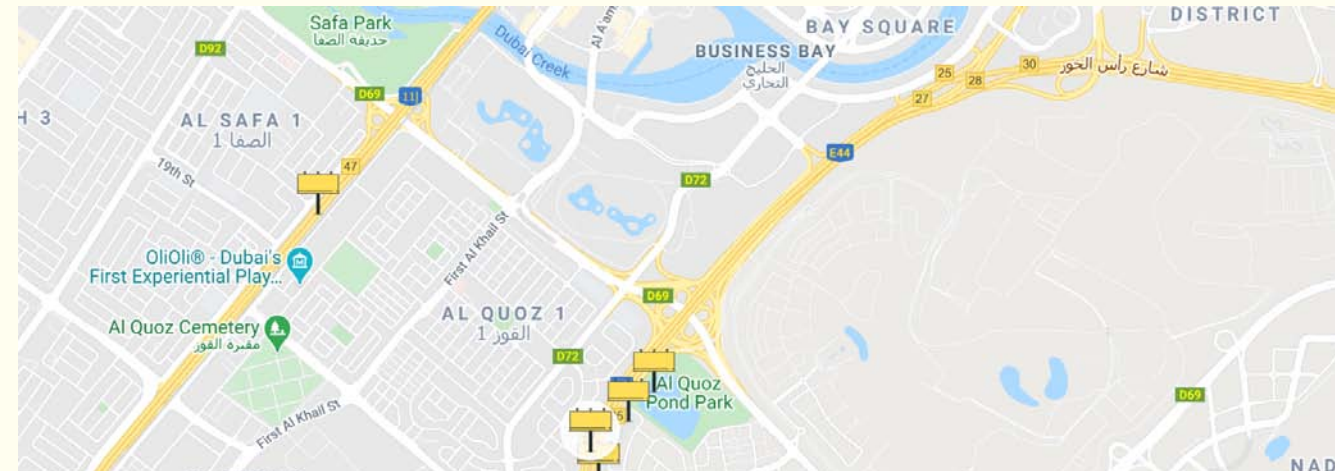 Safa Park
حديقة الصفا
D92
Dubai Creek
BAY SQUARE
DISTRICT
BUSINESS BAY
الخليج
التجاري
25
28
30
27
شارع رأس الخور
D69
11
H 3
AL SAFA 1
الصفا 1
47
19th St
E44
D72
First Al Khail St
OliOli® - Dubai's
First Experiential Play...
D69
AL QUOZ 1
القوز 1
Al Quoz Cemetery
مقبرة القوز
D72
Al Quoz
Pond Park
D69
First Al Khail St
NAD